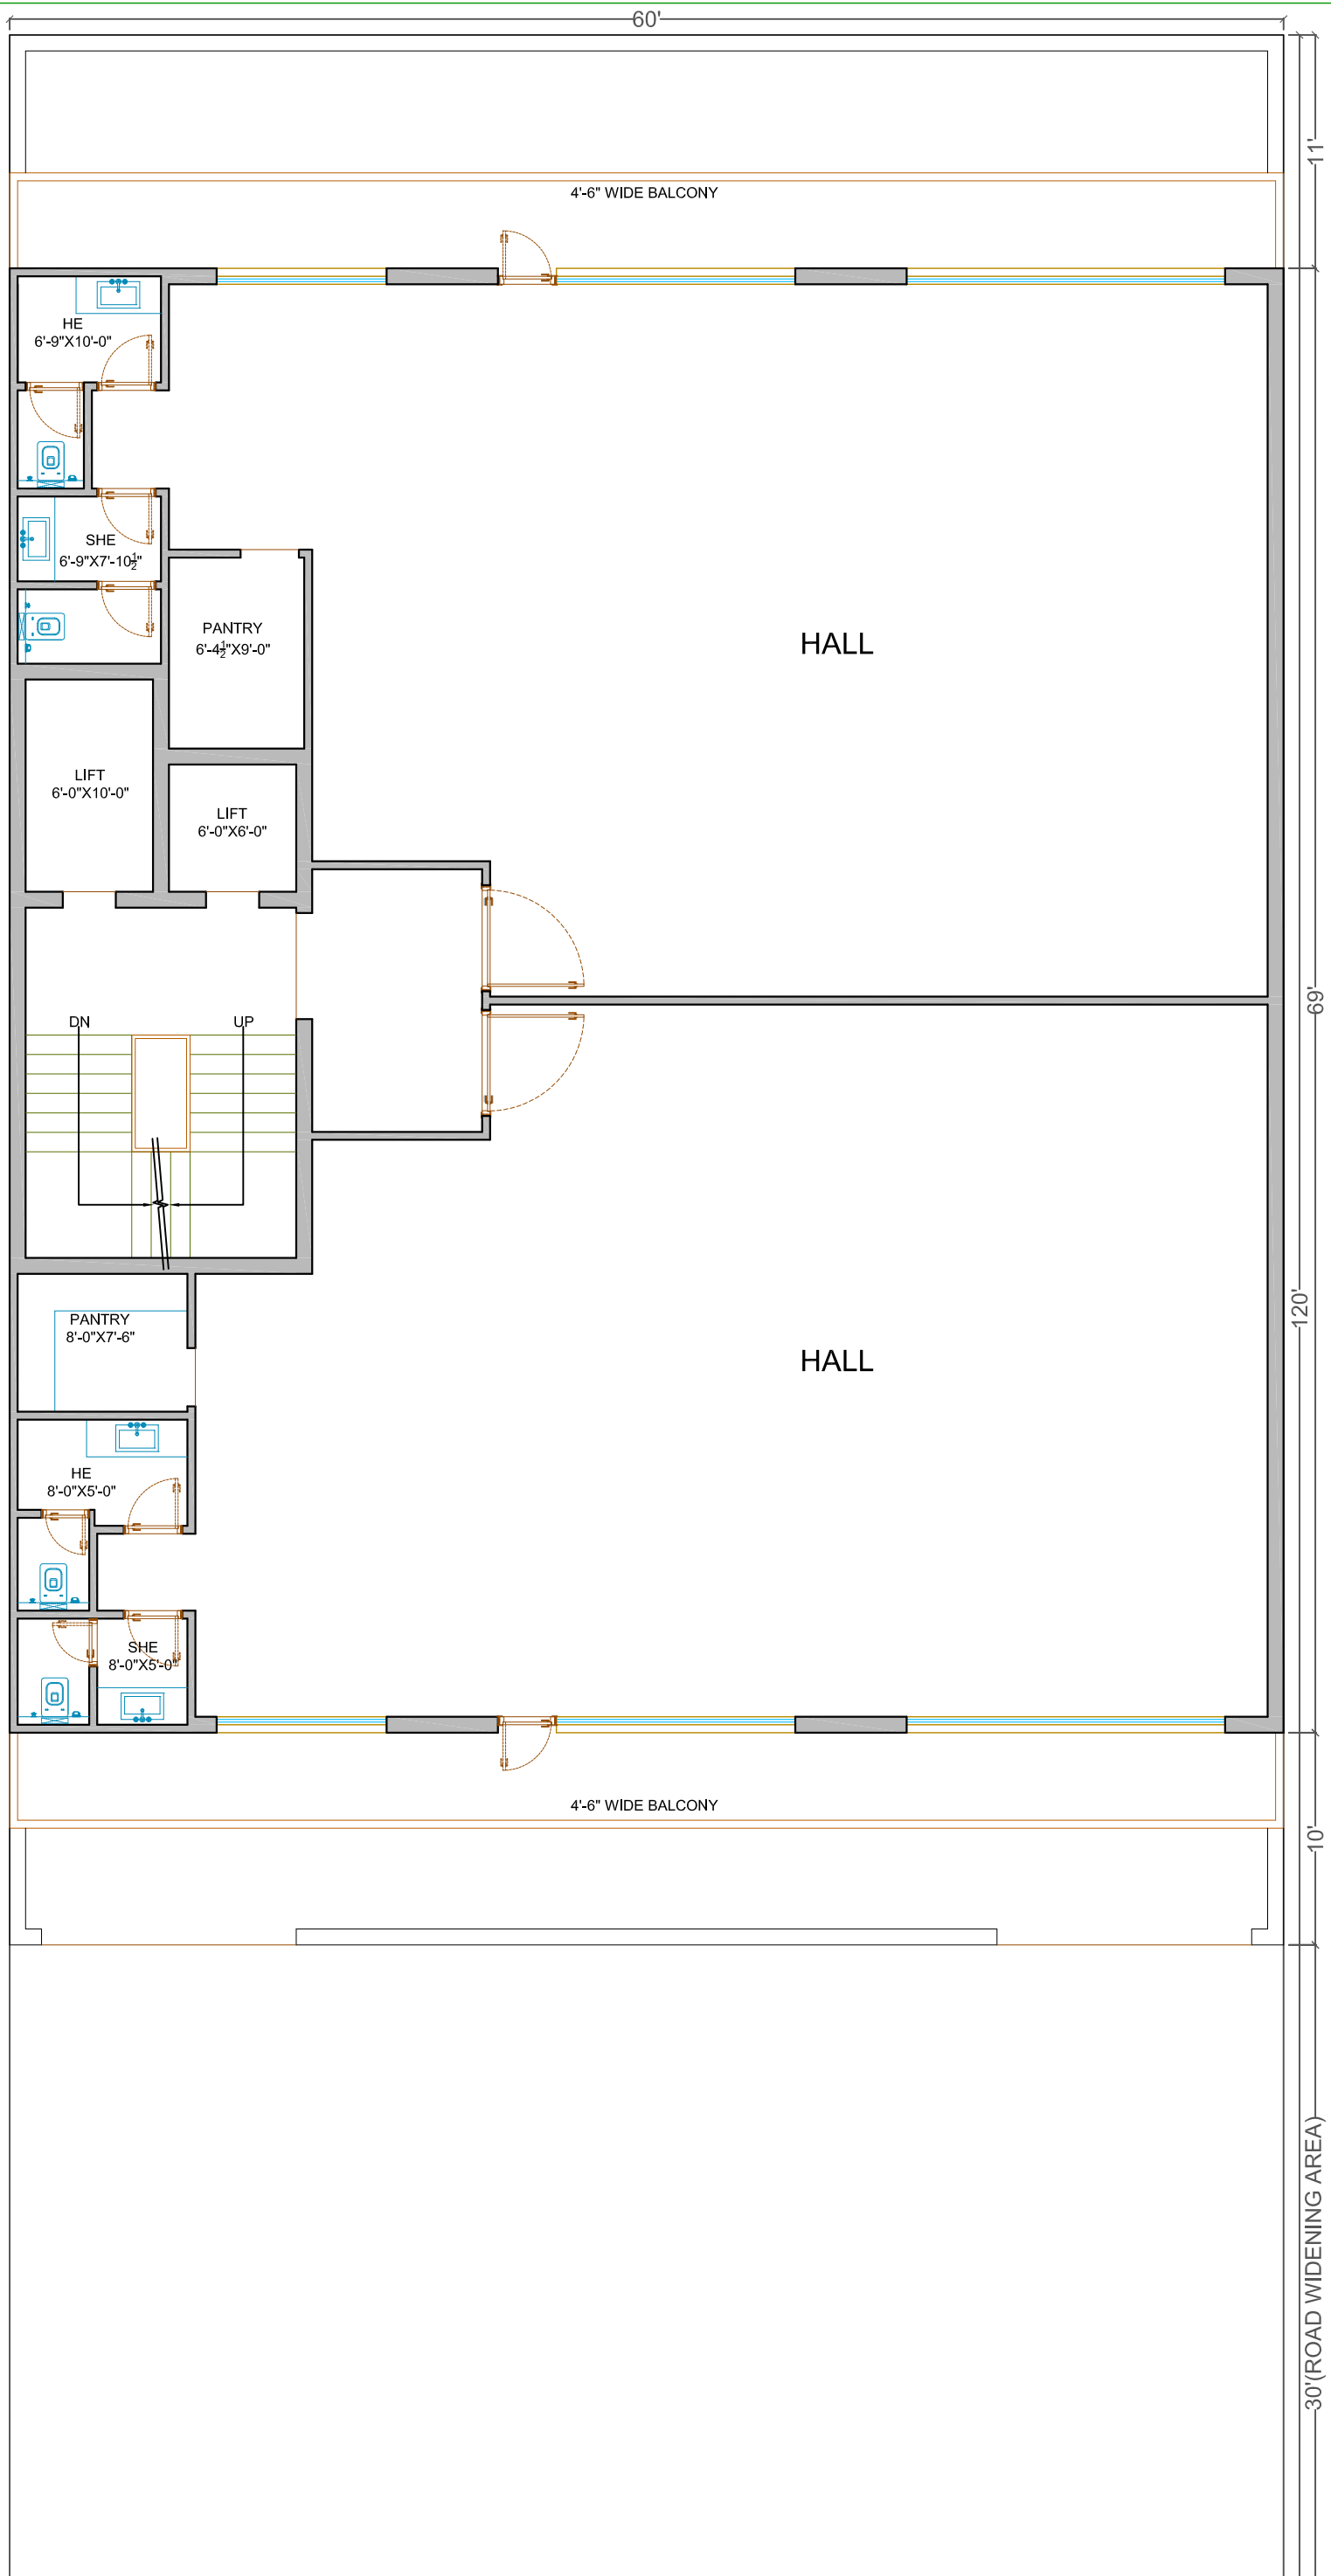 60'
11'
4'-6" WIDE BALCONY
HE
6'-9"X10'-0"
SHE
6'-9"X7'-10½"
PANTRY
6'-4½"X9'-0"
HALL
LIFT
6'-0"X10'-0"
LIFT
6'-0"X6'-0"
69'
DN
UP
120'
PANTRY
8'-0"X7'-6"
HALL
HE
8'-0"X5'-0"
SHE
8'-0"X5'-0"
4'-6" WIDE BALCONY
10'
30'(ROAD WIDENING AREA)